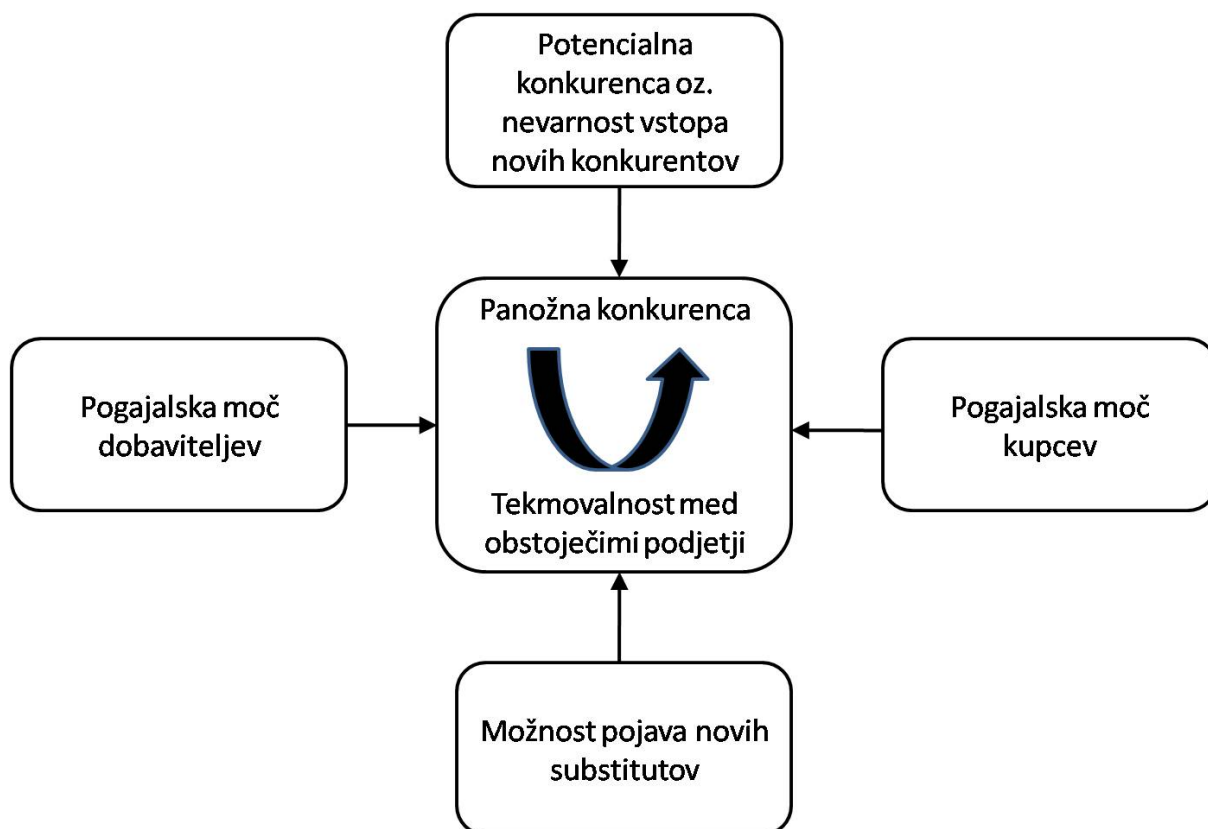 Potencialna
konkurenca oz.
nevarnost vstopa
novih konkurentov
Panožna konkurenca
Pogajalska moč
dobaviteljev
Pogajalska moč
kupcev
Tekmovalnost med
obstoječimi podjetji
Možnost pojava novih
substitutov